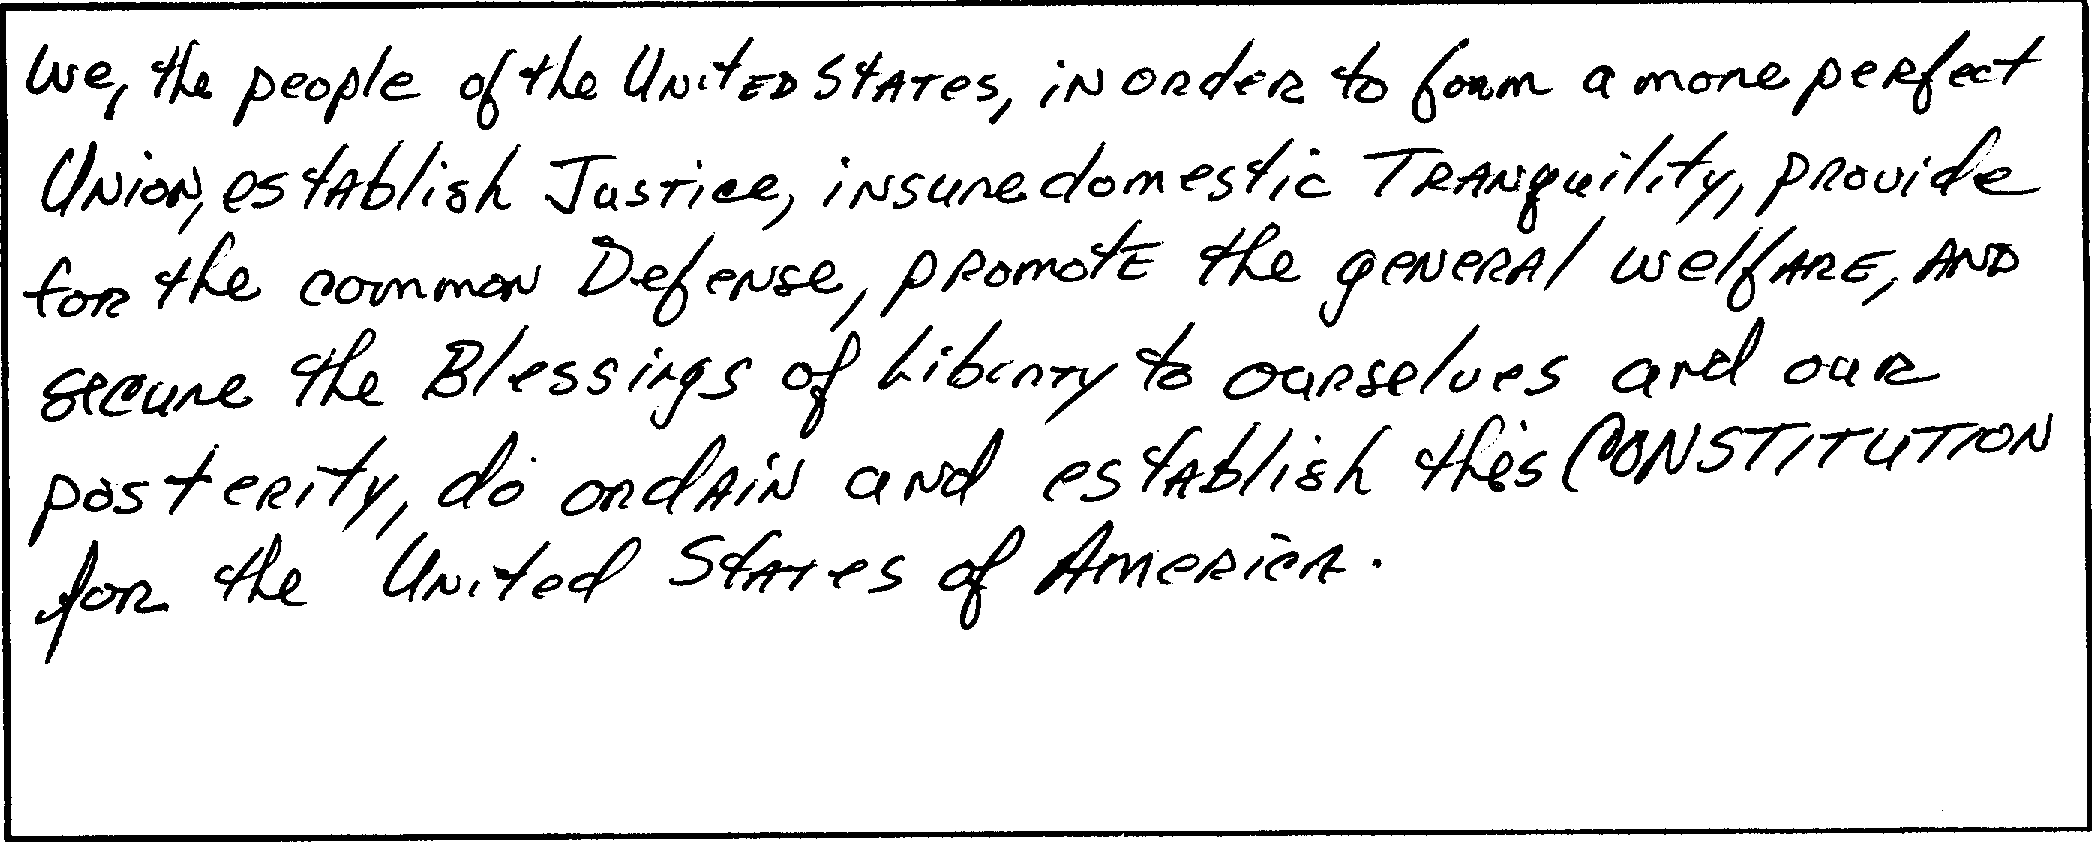 We, the people of the United States, in order to form a more perfect
Union, establish Justice, insure domestic Tranquility, provide
for the common Defense, promote the general welfare, and
secure the Blessings of Liberty to ourselves and our
posterity, do ordain and establish this CONSTITUTION
for the United States of America.